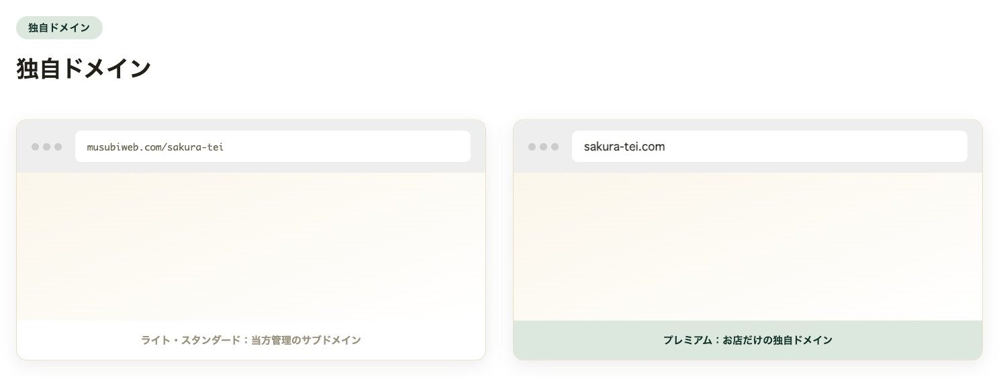 独自ドメイン
独自ドメイン
musubiweb.com/sakura-tei
sakura-tei.com
ライト・スタンダード：当方管理のサブドメイン
プレミアム：お店だけの独自ドメイン